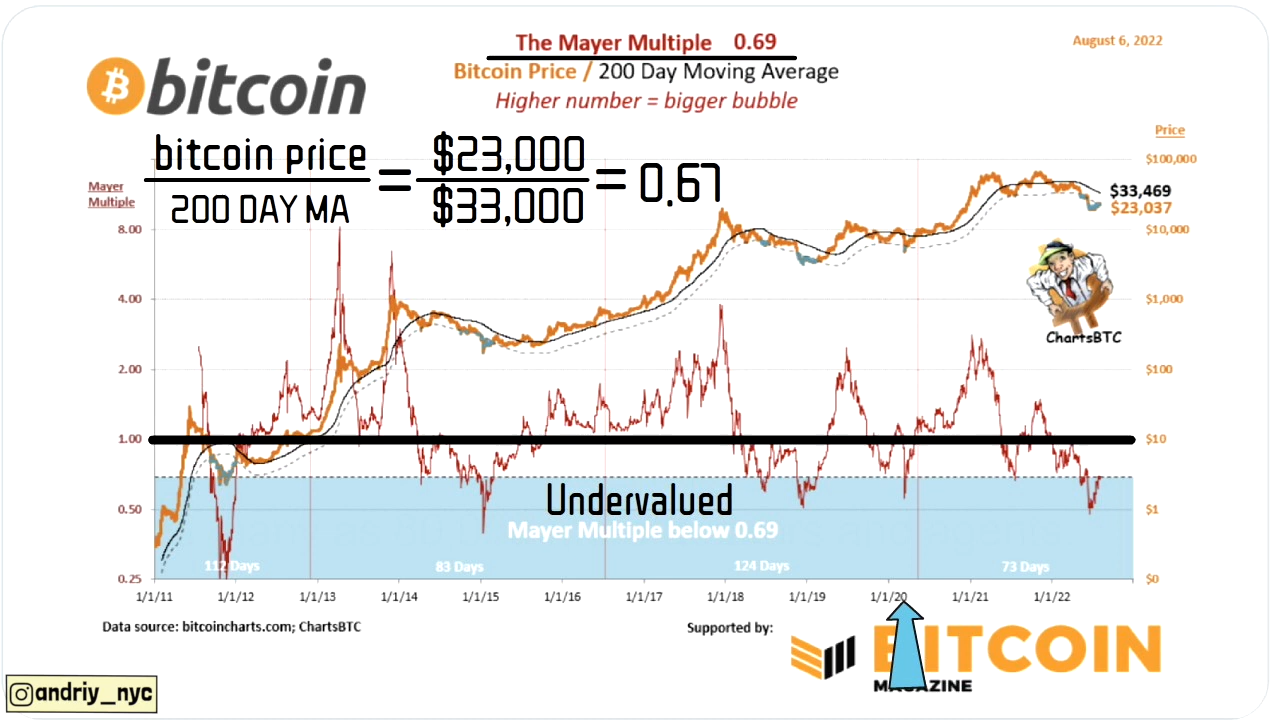 The Mayer Multiple 0.69
August 6, 2022
bitcoin
Bitcoin Price / 200 Day Moving Average
Higher number = bigger bubble
Price
bitcoin price
200 DAY MA
=
$23,000
$33,000
= 0.67
Mayer
Multiple
8.00
4.00
2.00
1.00
0.50
0.25
$100,000
$33,469
$23,037
$10,000
$1,000
$100
$10
$1
$0
ChartsBTC
Undervalued
Mayer Multiple below 0.69
112 Days
83 Days
124 Days
73 Days
1/1/11
1/1/12
1/1/13
1/1/14
1/1/15
1/1/16
1/1/17
1/1/18
1/1/19
1/1/20
1/1/21
1/1/22
Data source: bitcoincharts.com; ChartsBTC
Supported by:
BITCOIN
MAGAZINE
@andriy_nyc